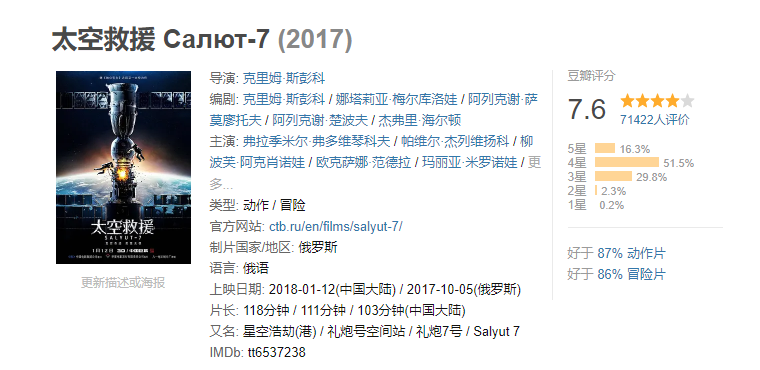 太空救援 Салют-7 (2017)
太空救援
SALYUT-7
1月12日
更新描述或海报
导演: 克里姆·斯彭科
编剧: 克里姆·斯彭科 / 娜塔莉亚·梅尔库洛娃 / 阿列克谢·萨
莫廖托夫 / 阿列克谢·楚波夫 / 杰弗里·海尔顿
主演: 弗拉季米尔·弗多维琴科夫 / 帕维尔·杰列维扬科 / 柳
波芙·阿克肖诺娃 / 欧克萨娜·范德拉 / 玛丽亚·米罗诺娃 / 更
多...
类型: 动作 / 冒险
官方网站: ctb.ru/en/films/salyut-7/
制片国家/地区: 俄罗斯
语言: 俄语
上映日期: 2018-01-12(中国大陆) / 2017-10-05(俄罗斯)
片长: 118分钟 / 111分钟 / 103分钟(中国大陆)
又名: 星空浩劫(港) / 礼炮号空间站 / 礼炮7号 / Salyut 7
IMDb: tt6537238
豆瓣评分
7.6
71422人评价
5星 16.3%
4星 51.5%
3星 29.8%
2星 2.3%
1星 0.2%
好于 87% 动作片
好于 86% 冒险片